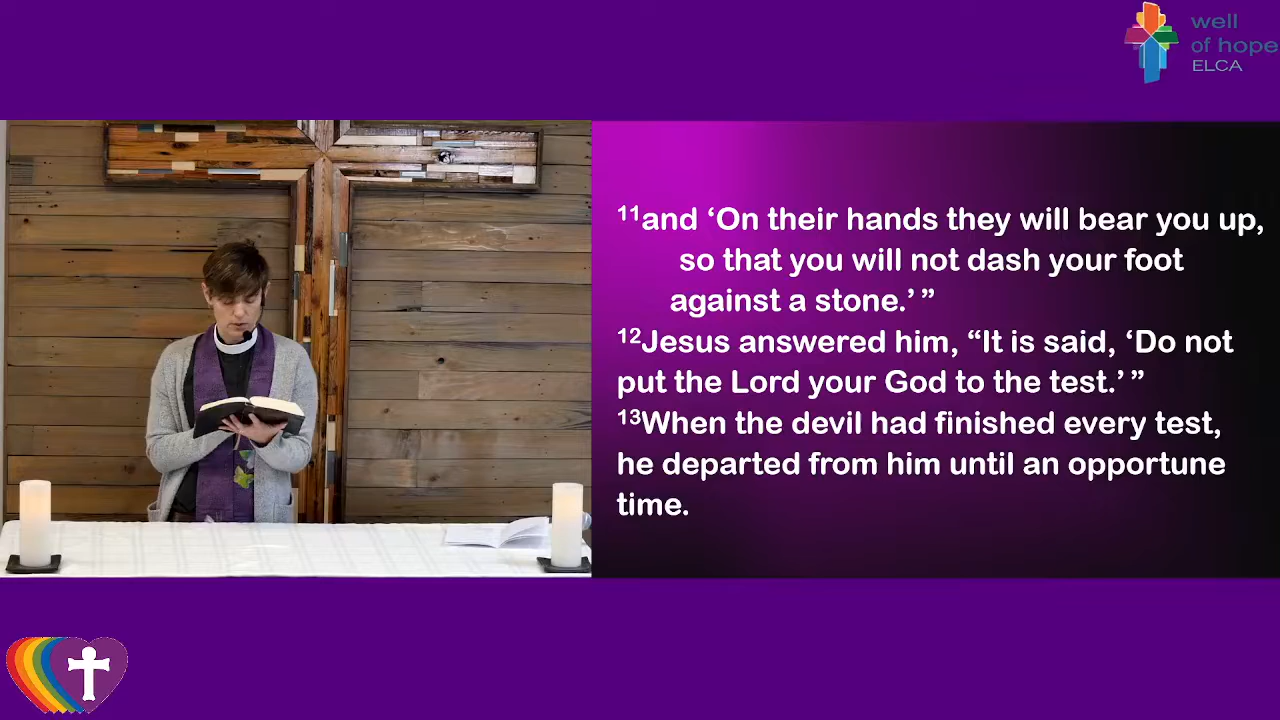 well
of hope
ELCA
¹¹and ‘On their hands they will bear you up,
so that you will not dash your foot
against a stone.’ ”
¹²Jesus answered him, “It is said, ‘Do not
put the Lord your God to the test.’ ”
¹³When the devil had finished every test,
he departed from him until an opportune
time.